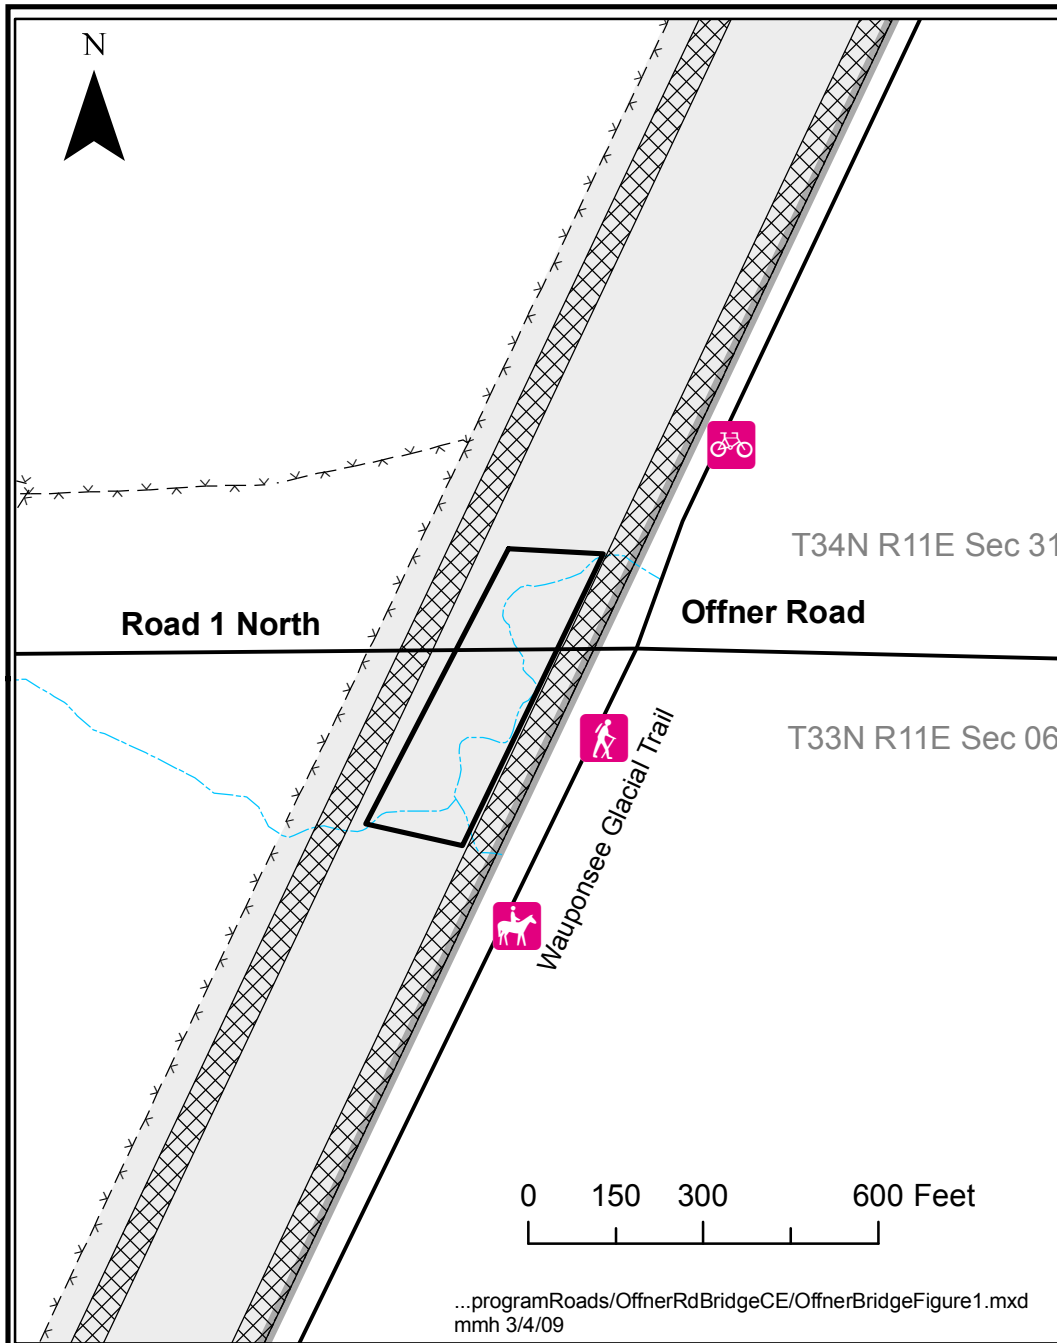 N
T34N R11E Sec 31
Road 1 North
Offner Road
T33N R11E Sec 06
Wauponsee Glacial Trail
0 150 300 600 Feet
...programRoads/OffnerRdBridgeCE/OffnerBridgeFigure1.mxd
mmh 3/4/09